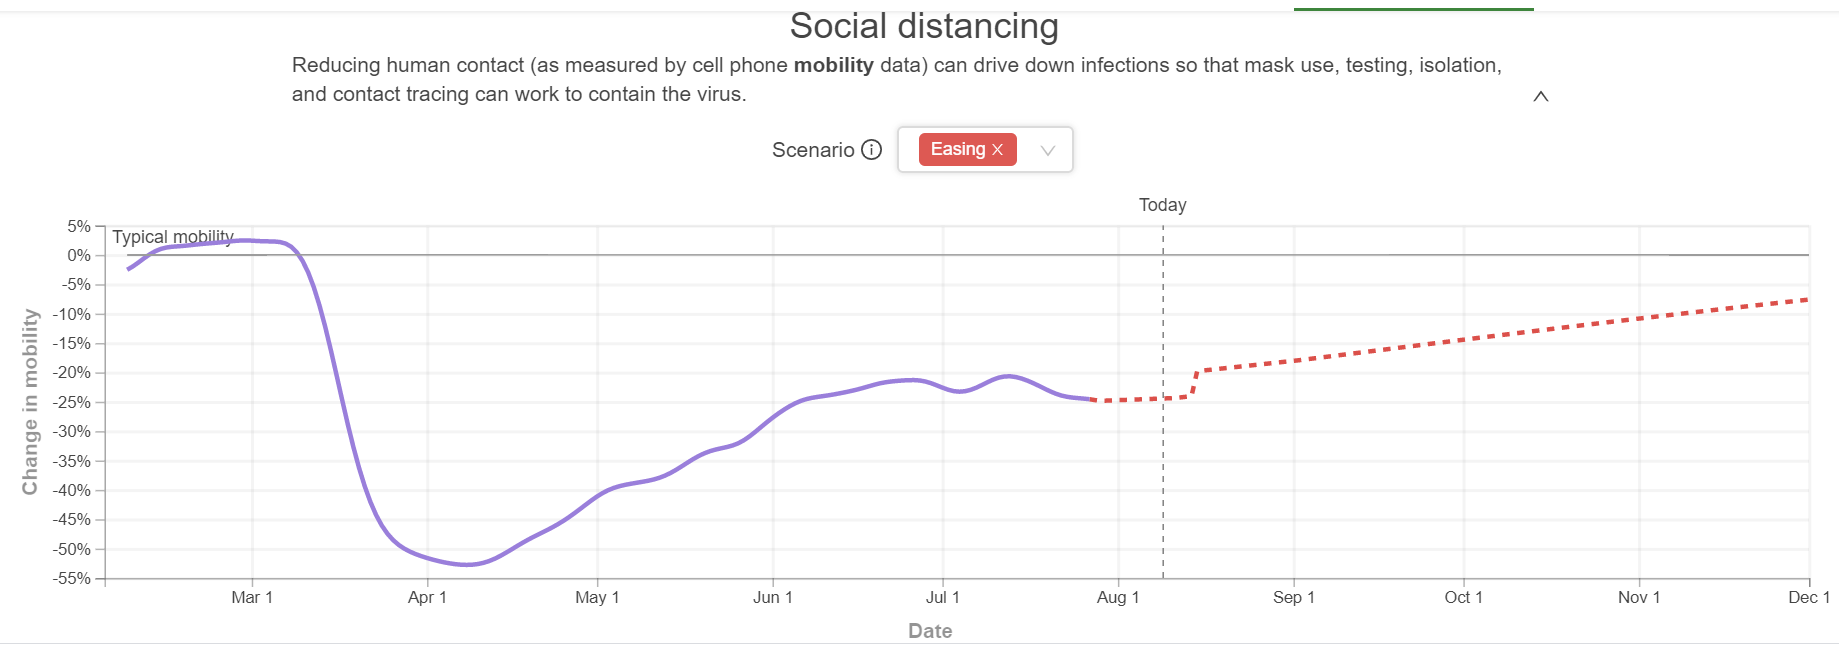 Social distancing
Reducing human contact (as measured by cell phone mobility data) can drive down infections so that mask use, testing, isolation,
and contact tracing can work to contain the virus.
Scenario
Easing
Today
Typical mobility
5%
0%
-5%
-10%
-15%
-20%
-25%
-30%
-35%
-40%
-45%
-50%
-55%
Change in mobility
Mar 1 Apr 1 May 1 Jun 1 Jul 1 Aug 1 Sep 1 Oct 1 Nov 1 Dec 1
Date